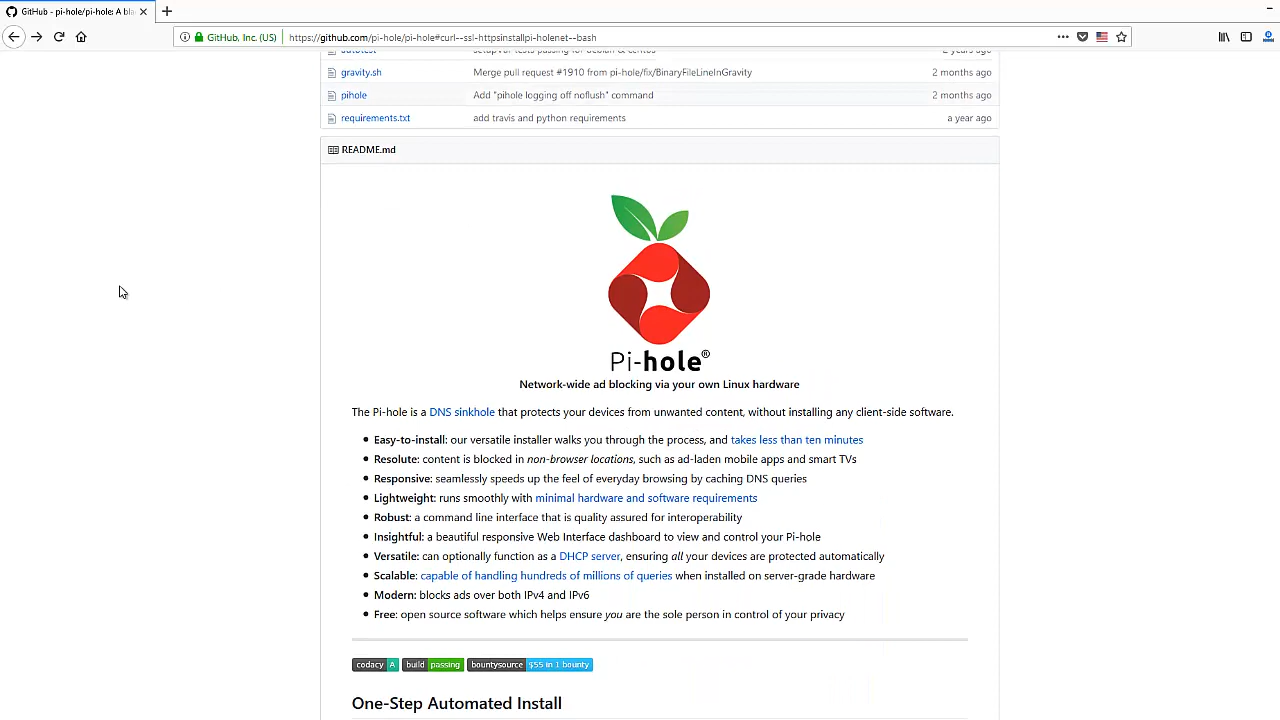 GitHub - pi-hole/pi-hole: A bla
GitHub, Inc. (US)
https://github.com/pi-hole/pi-hole#curl--ssl-httpsinstallpi-holenet--bash
autotest setupVar tests passing for debian & centos 2 years ago
gravity.sh Merge pull request #1910 from pi-hole/fix/BinaryFileLineInGravity 2 months ago
pihole Add "pihole logging off noflush" command 2 months ago
requirements.txt add travis and python requirements a year ago
README.md
Pi-hole®
Network-wide ad blocking via your own Linux hardware
The Pi-hole is a DNS sinkhole that protects your devices from unwanted content, without installing any client-side software.
Easy-to-install: our versatile installer walks you through the process, and takes less than ten minutes
Resolute: content is blocked in non-browser locations, such as ad-laden mobile apps and smart TVs
Responsive: seamlessly speeds up the feel of everyday browsing by caching DNS queries
Lightweight: runs smoothly with minimal hardware and software requirements
Robust: a command line interface that is quality assured for interoperability
Insightful: a beautiful responsive Web Interface dashboard to view and control your Pi-hole
Versatile: can optionally function as a DHCP server, ensuring all your devices are protected automatically
Scalable: capable of handling hundreds of millions of queries when installed on server-grade hardware
Modern: blocks ads over both IPv4 and IPv6
Free: open source software which helps ensure you are the sole person in control of your privacy
codacy A build passing bountysource $55 in 1 bounty
One-Step Automated Install